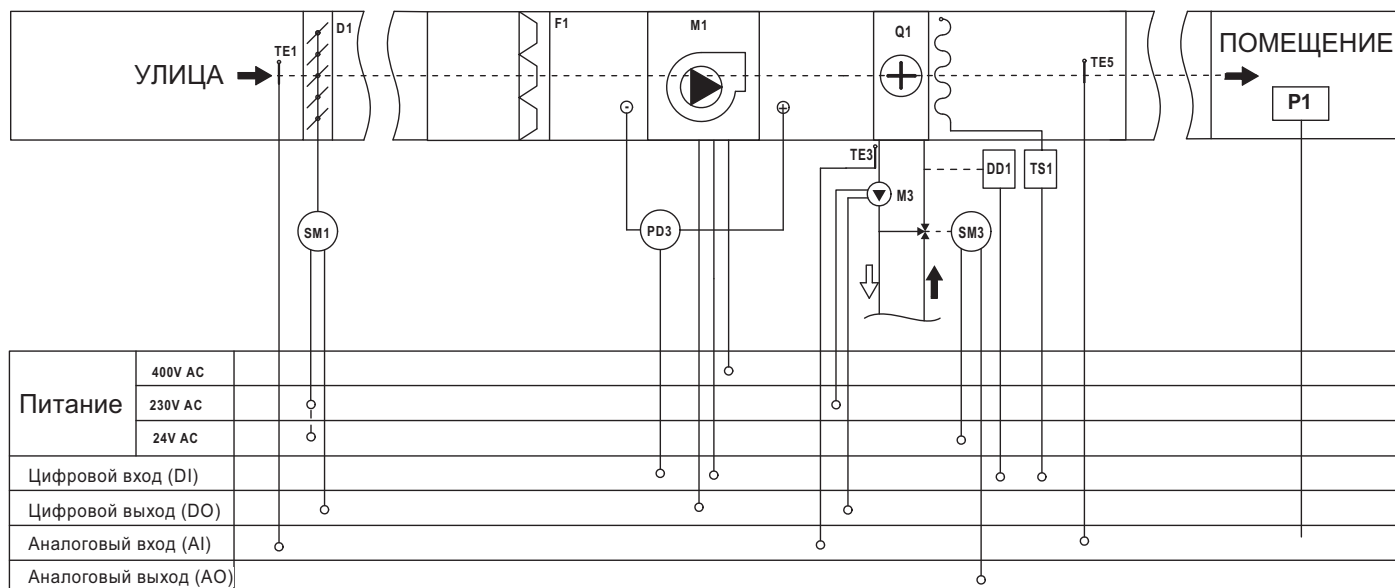 D1
F1
M1
Q1
TE1
TE5
УЛИЦА
ПОМЕЩЕНИЕ
P1
-
+
TE3
DD1
TS1
M3
SM1
PD3
SM3
Питание
400V AC
230V AC
24V AC
Цифровой вход (DI)
Цифровой выход (DO)
Аналоговый вход (AI)
Аналоговый выход (AO)